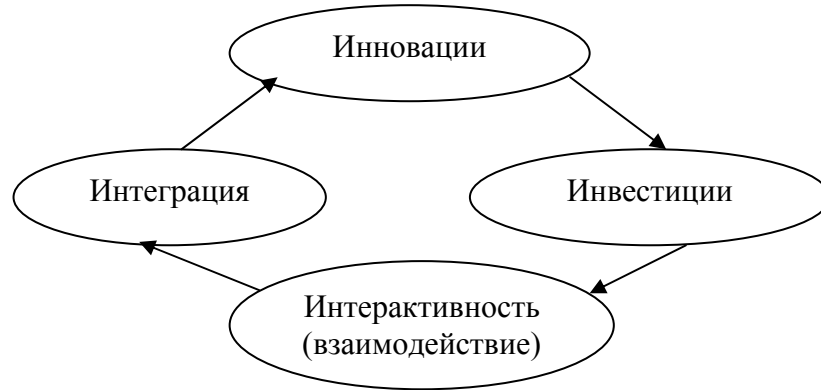 Инновации
Интеграция
Инвестиции
Интерактивность
(взаимодействие)